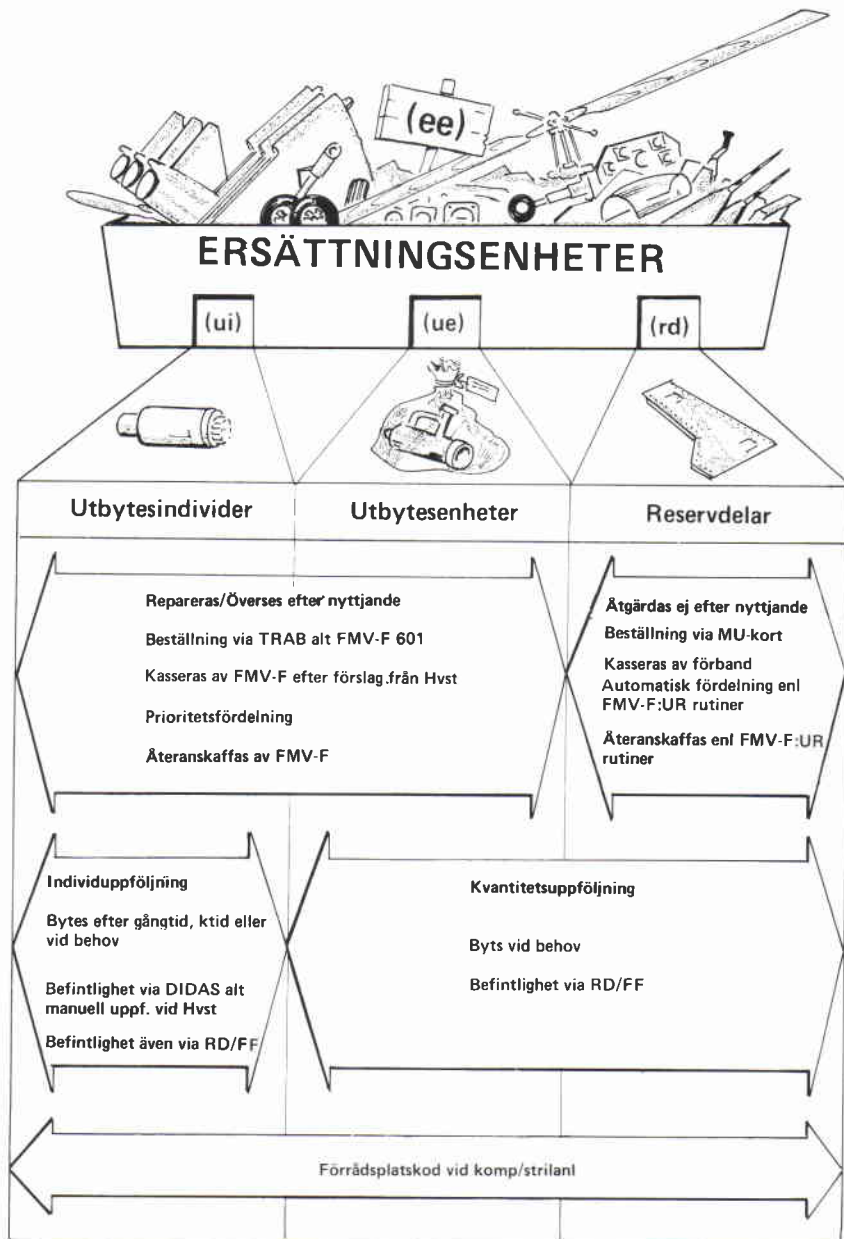 (ee)
ERSÄTTNINGSENHETER
(ui)
(ue)
(rd)
Utbytesindivider
Utbytesenheter
Reservdelar
Repareras/Överses efter nyttjande
Beställning via TRAB alt FMV-F 601
Kasseras av FMV-F efter förslag.från Hvst
Prioritetsfördelning
Återanskaffas av FMV-F
Åtgärdas ej efter nyttjande
Beställning via MU-kort
Kasseras av förband
Automatisk fördelning enl
FMV-F:UR rutiner
Återanskaffas enl FMV-F:UR
rutiner
Individuppföljning
Bytes efter gångtid, ktid eller
vid behov
Befintlighet via DIDAS alt
manuell uppf. vid Hvst
Befintlighet även via RD/FF
Kvantitetsuppföljning
Byts vid behov
Befintlighet via RD/FF
Förrådsplatskod vid komp/strilanl